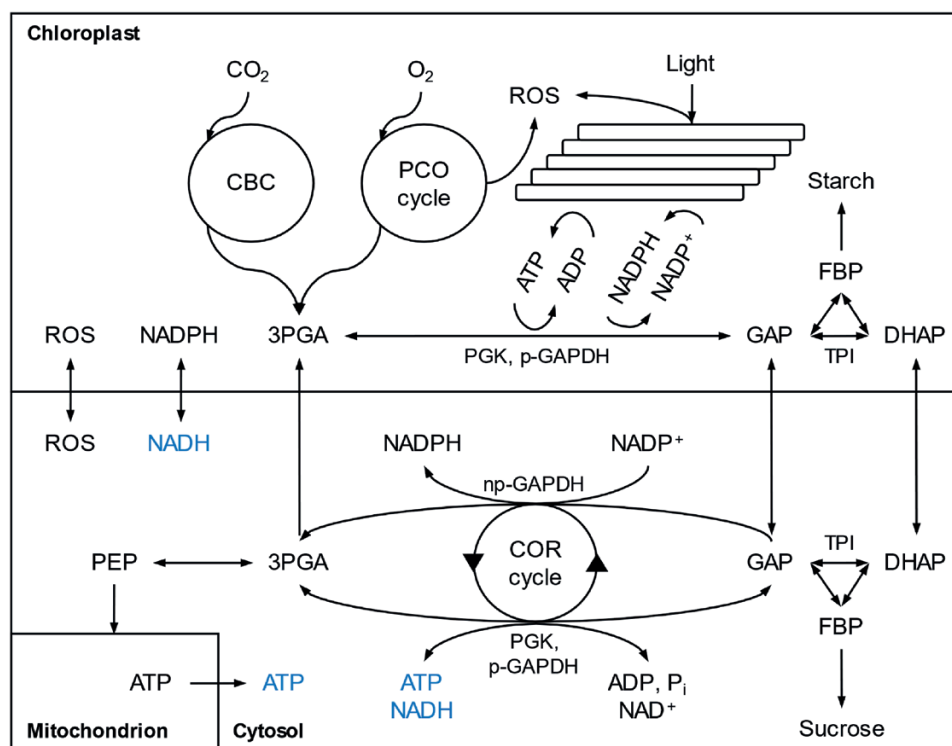 Chloroplast
CO₂
O₂
Light
ROS
CBC
PCO
cycle
Starch
ATP
ADP
NADPH
NADP⁺
FBP
ROS
NADPH
3PGA
GAP
DHAP
PGK, p-GAPDH
TPI
ROS
NADH
NADPH
NADP⁺
np-GAPDH
PEP
3PGA
COR
cycle
GAP
TPI
DHAP
PGK,
p-GAPDH
FBP
ATP
ATP
ATP
NADH
ADP, Pᵢ
NAD⁺
Mitochondrion
Cytosol
Sucrose